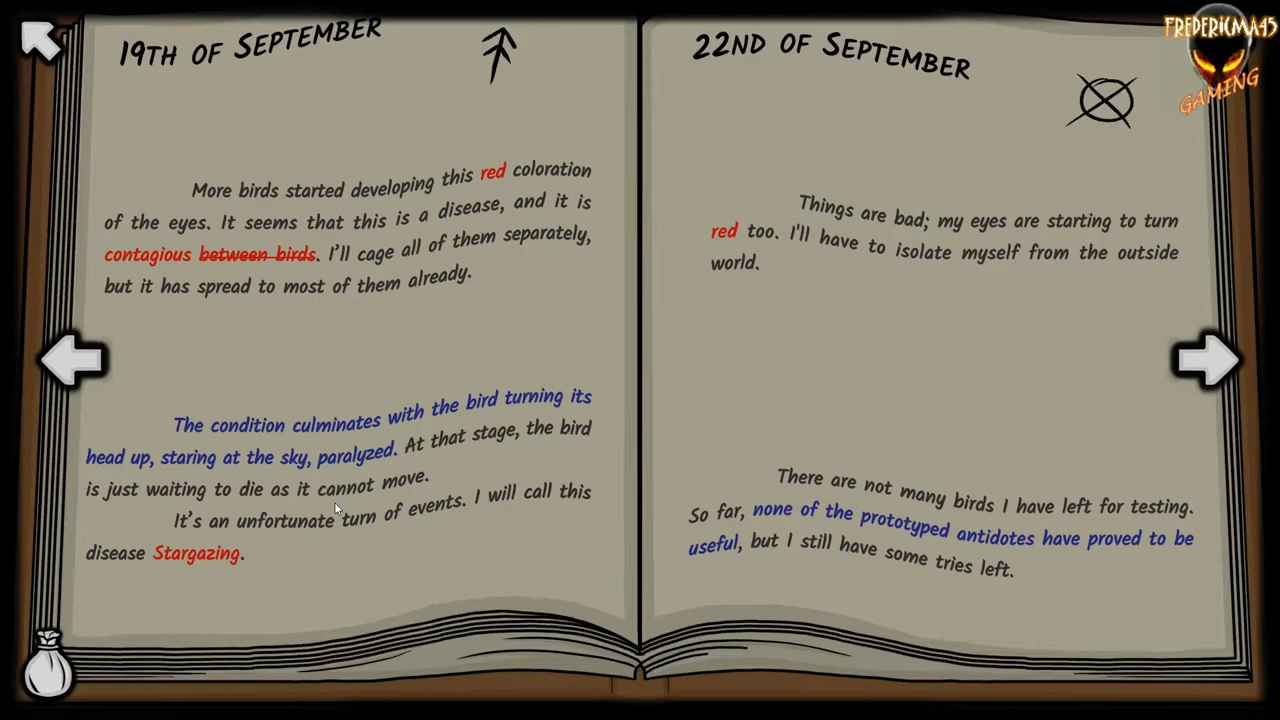 19TH OF SEPTEMBER
More birds started developing this red coloration
of the eyes. It seems that this is a disease, and it is
contagious between birds. I'll cage all of them separately,
but it has spread to most of them already.
The condition culminates with the bird turning its
head up, staring at the sky, paralyzed. At that stage, the bird
is just waiting to die as it cannot move.
It's an unfortunate turn of events. I will call this
disease Stargazing.
22ND OF SEPTEMBER
Things are bad; my eyes are starting to turn
red too. I'll have to isolate myself from the outside
world.
There are not many birds I have left for testing.
So far, none of the prototyped antidotes have proved to be
useful, but I still have some tries left.
FREDERICMA45
GAMING